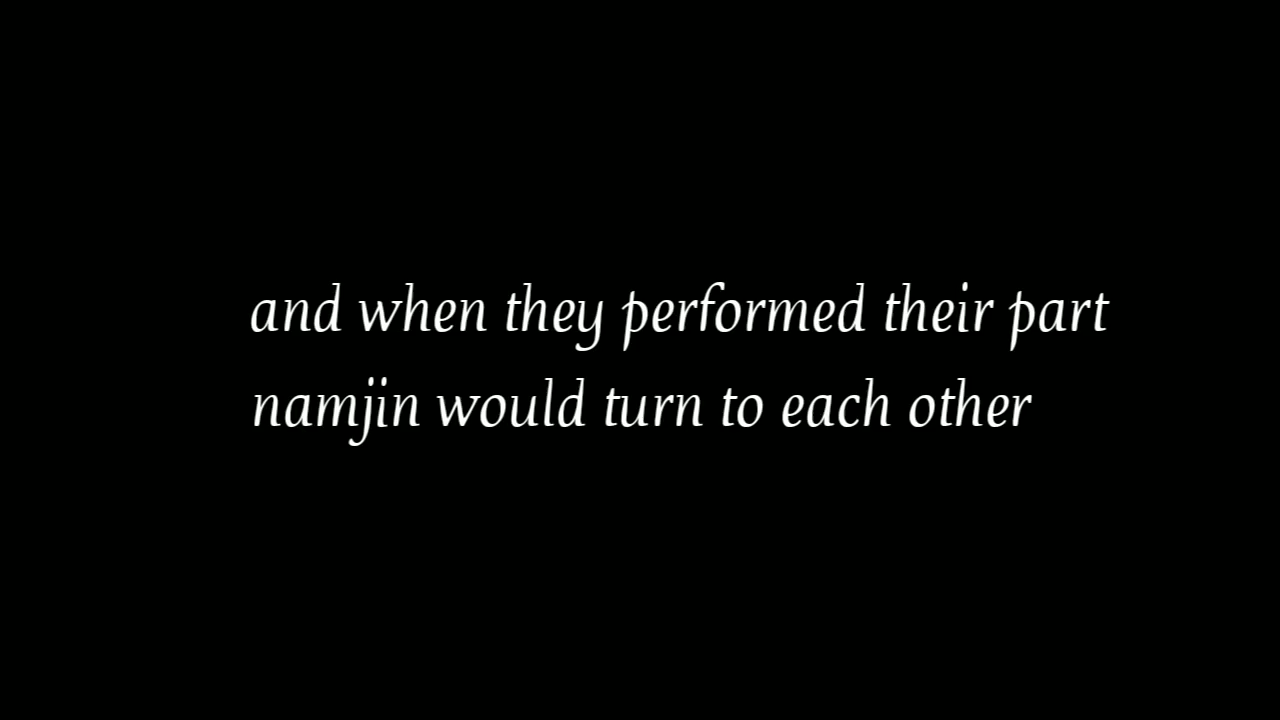 and when they performed their part
namjin would turn to each other